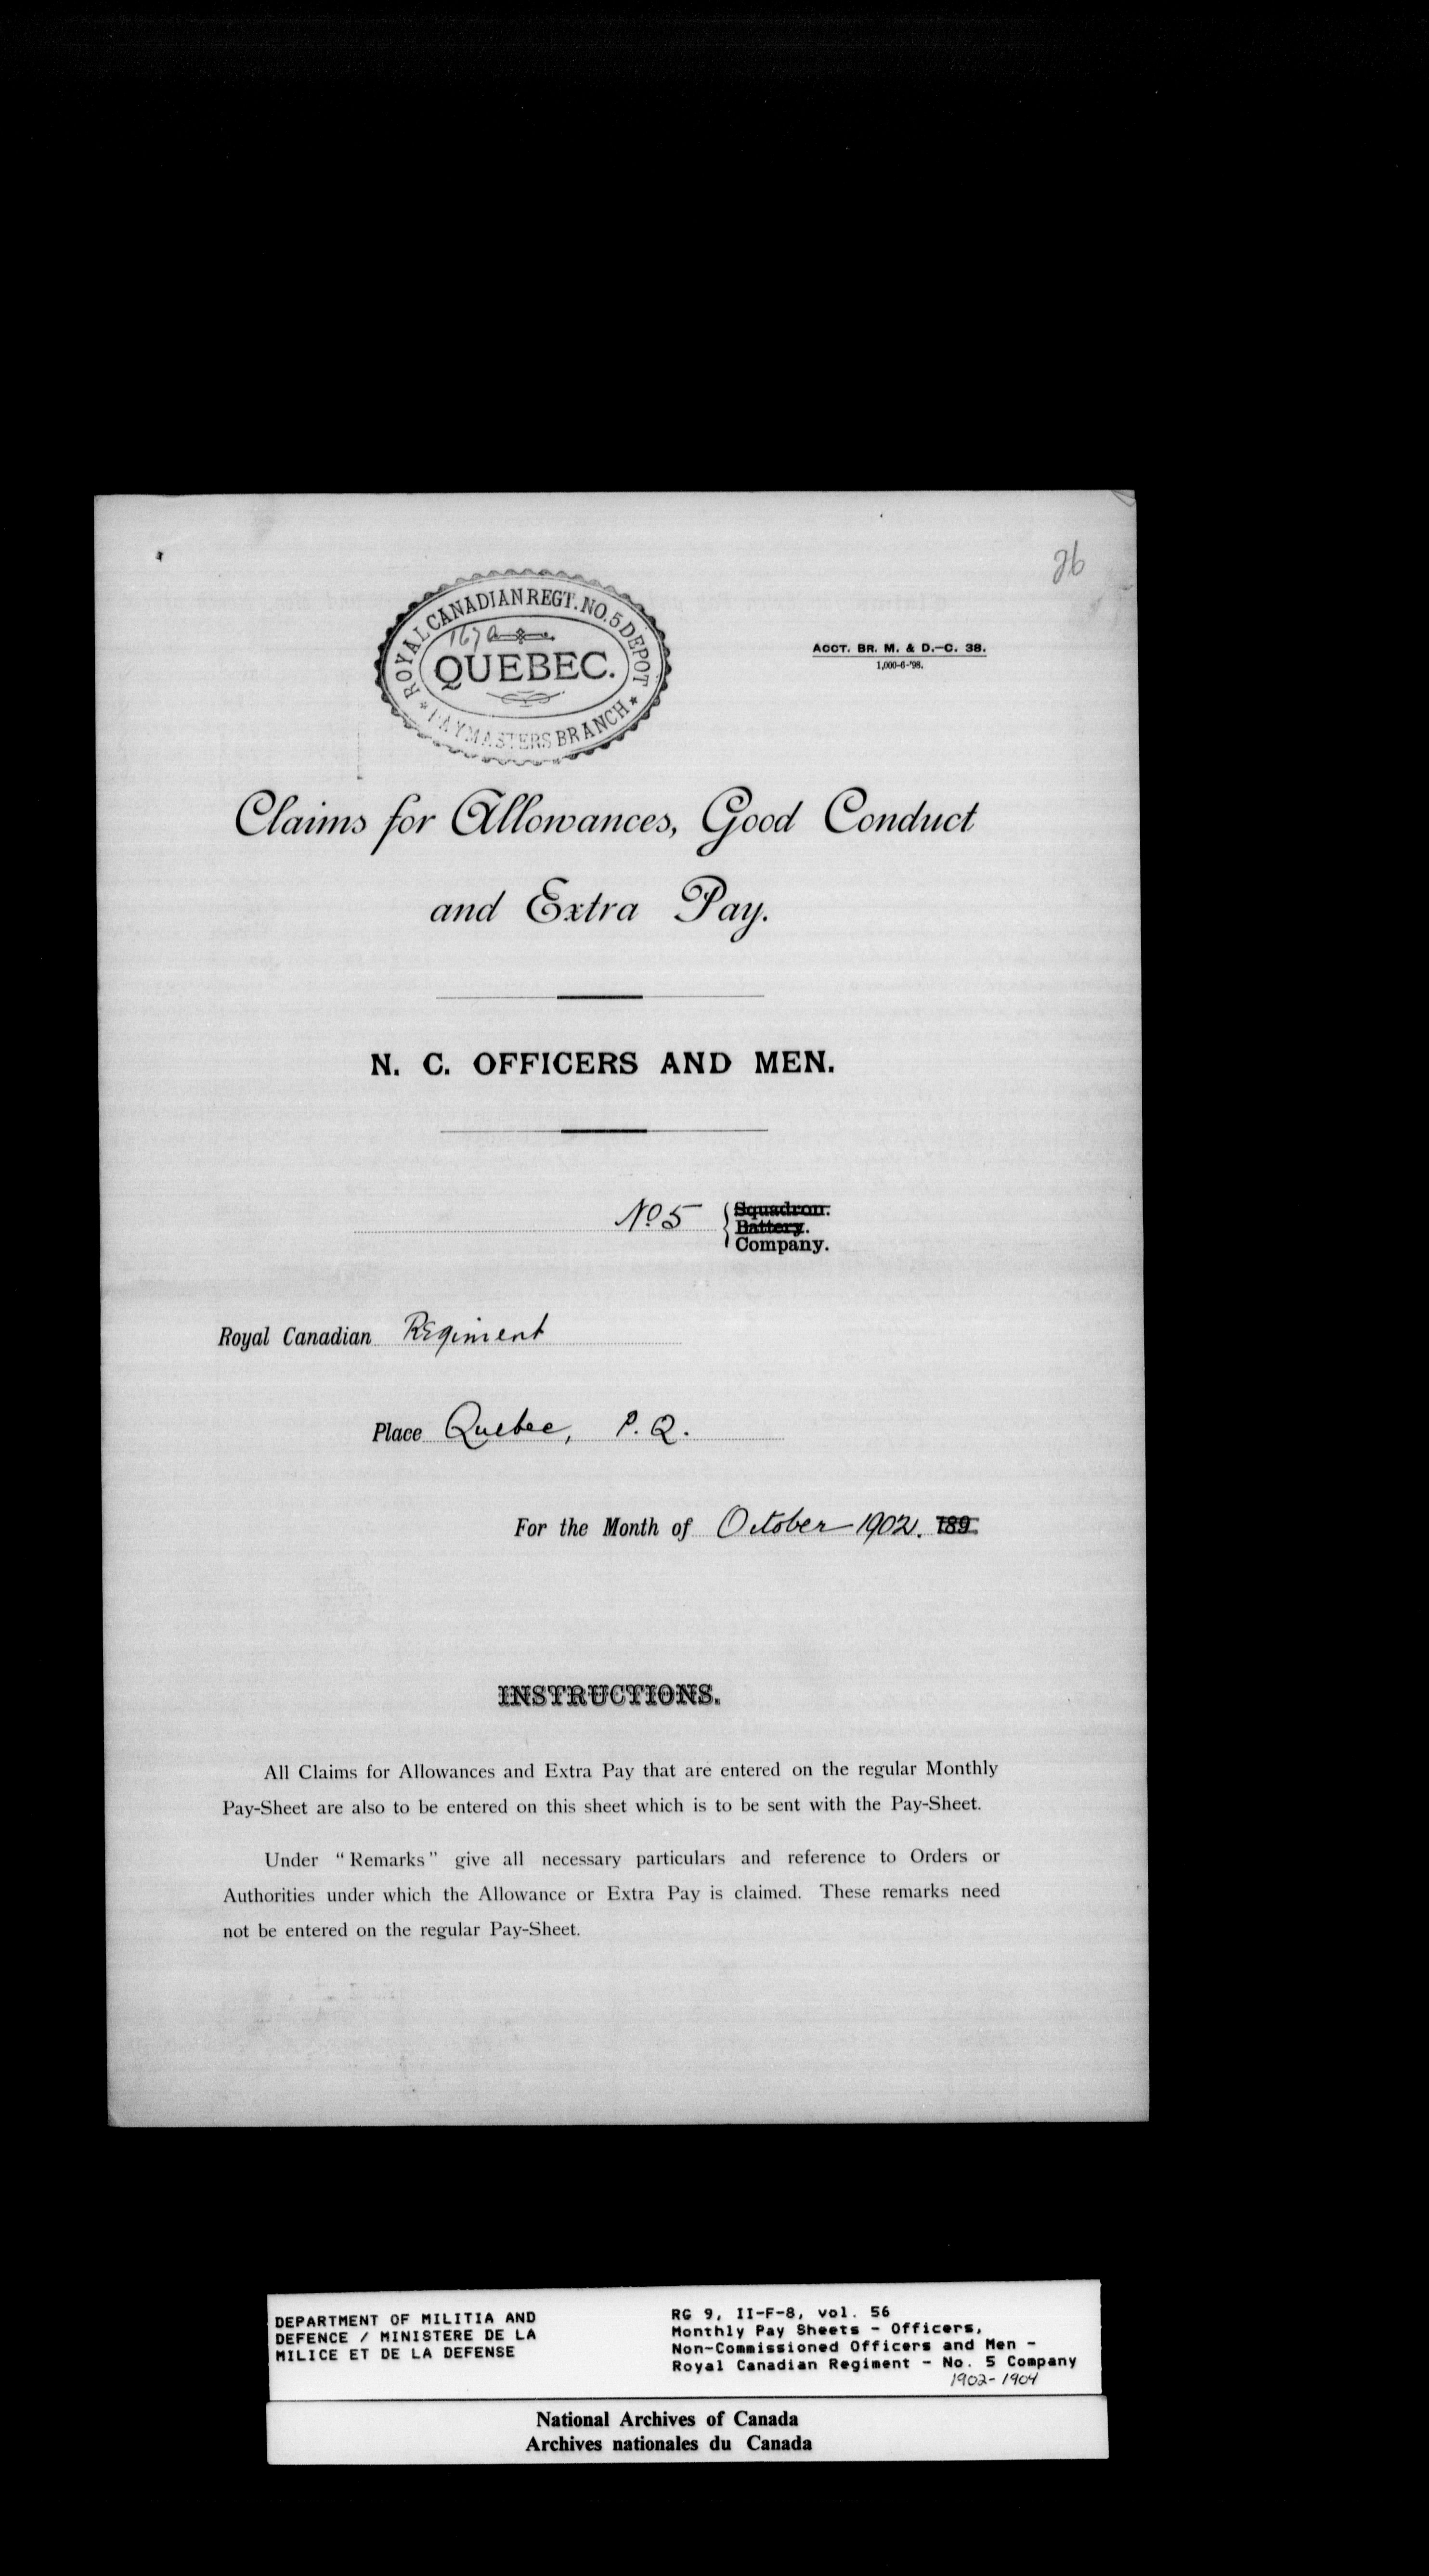 26
ROYAL CANADIAN REGT. NO. 5 DEPOT
QUEBEC.
* PAYMASTERS BRANCH *
ACCT. BR. M. & D.–C. 38.
1,000-6-'98.
Claims for Allowances, Good Conduct
and Extra Pay.
N. C. OFFICERS AND MEN.
No 5 { Squadron.
Battery.
Company.
Royal Canadian Regiment
Place Quebec, P. Q.
For the Month of October 1902. 189
INSTRUCTIONS.
All Claims for Allowances and Extra Pay that are entered on the regular Monthly
Pay-Sheet are also to be entered on this sheet which is to be sent with the Pay-Sheet.
Under "Remarks" give all necessary particulars and reference to Orders or
Authorities under which the Allowance or Extra Pay is claimed. These remarks need
not be entered on the regular Pay-Sheet.
DEPARTMENT OF MILITIA AND
DEFENCE / MINISTERE DE LA
MILICE ET DE LA DEFENSE
RG 9, II-F-8, vol. 56
Monthly Pay Sheets - Officers,
Non-Commissioned Officers and Men -
Royal Canadian Regiment - No. 5 Company
1902-1904
National Archives of Canada
Archives nationales du Canada